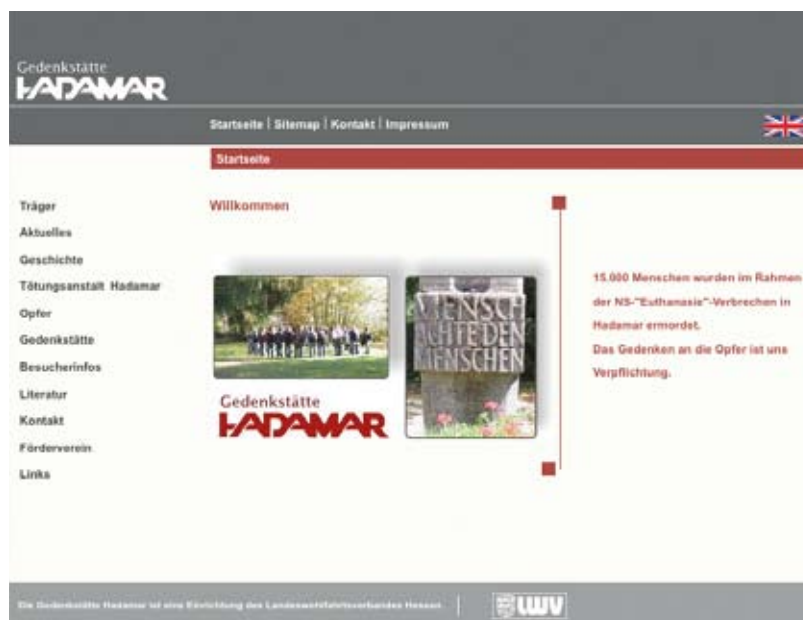 Gedenkstätte
HADAMAR
Startseite | Sitemap | Kontakt | Impressum
Startseite
Träger
Aktuelles
Geschichte
Tötungsanstalt Hadamar
Opfer
Gedenkstätte
Besucherinfos
Literatur
Kontakt
Förderverein
Links
Willkommen
MENSCH
ACHTE DEN
MENSCHEN
Gedenkstätte
HADAMAR
15.000 Menschen wurden im Rahmen
der NS-"Euthanasie"-Verbrechen in
Hadamar ermordet.
Das Gedenken an die Opfer ist uns
Verpflichtung.
Die Gedenkstätte Hadamar ist eine Einrichtung des Landeswohlfahrtsverbandes Hessen
LWV